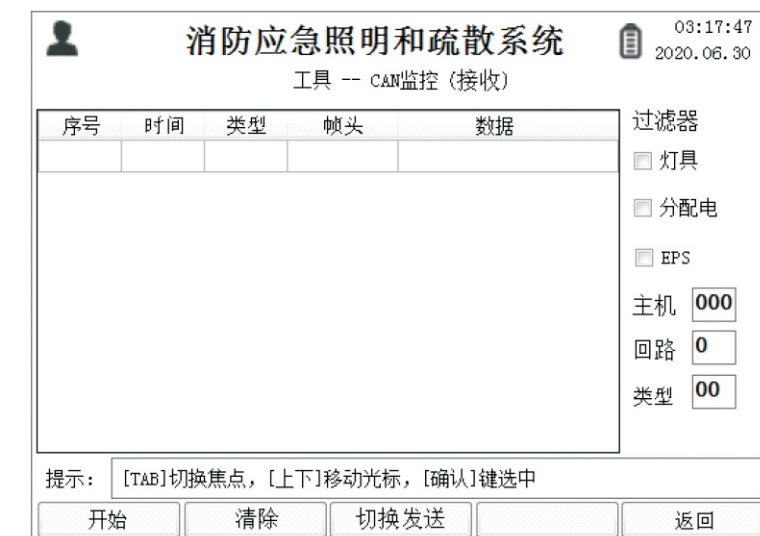 消防应急照明和疏散系统
03:17:47
2020.06.30
工具 -- CAN监控 (接收)
序号 时间 类型 帧头 数据
过滤器
灯具
分配电
EPS
主机 000
回路 0
类型 00
提示: [TAB]切换焦点, [上下]移动光标, [确认]键选中
开始 清除 切换发送 返回